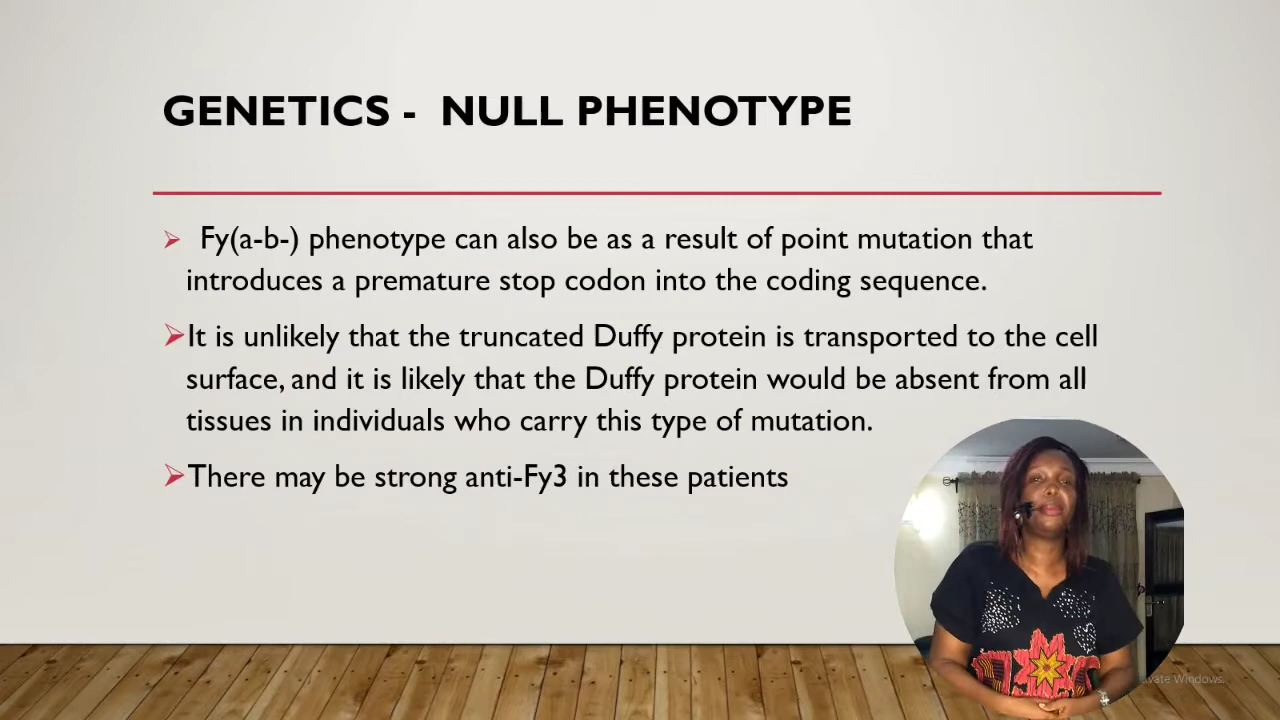 GENETICS - NULL PHENOTYPE
Fy(a-b-) phenotype can also be as a result of point mutation that
introduces a premature stop codon into the coding sequence.
It is unlikely that the truncated Duffy protein is transported to the cell
surface, and it is likely that the Duffy protein would be absent from all
tissues in individuals who carry this type of mutation.
There may be strong anti-Fy3 in these patients
vate Windows.